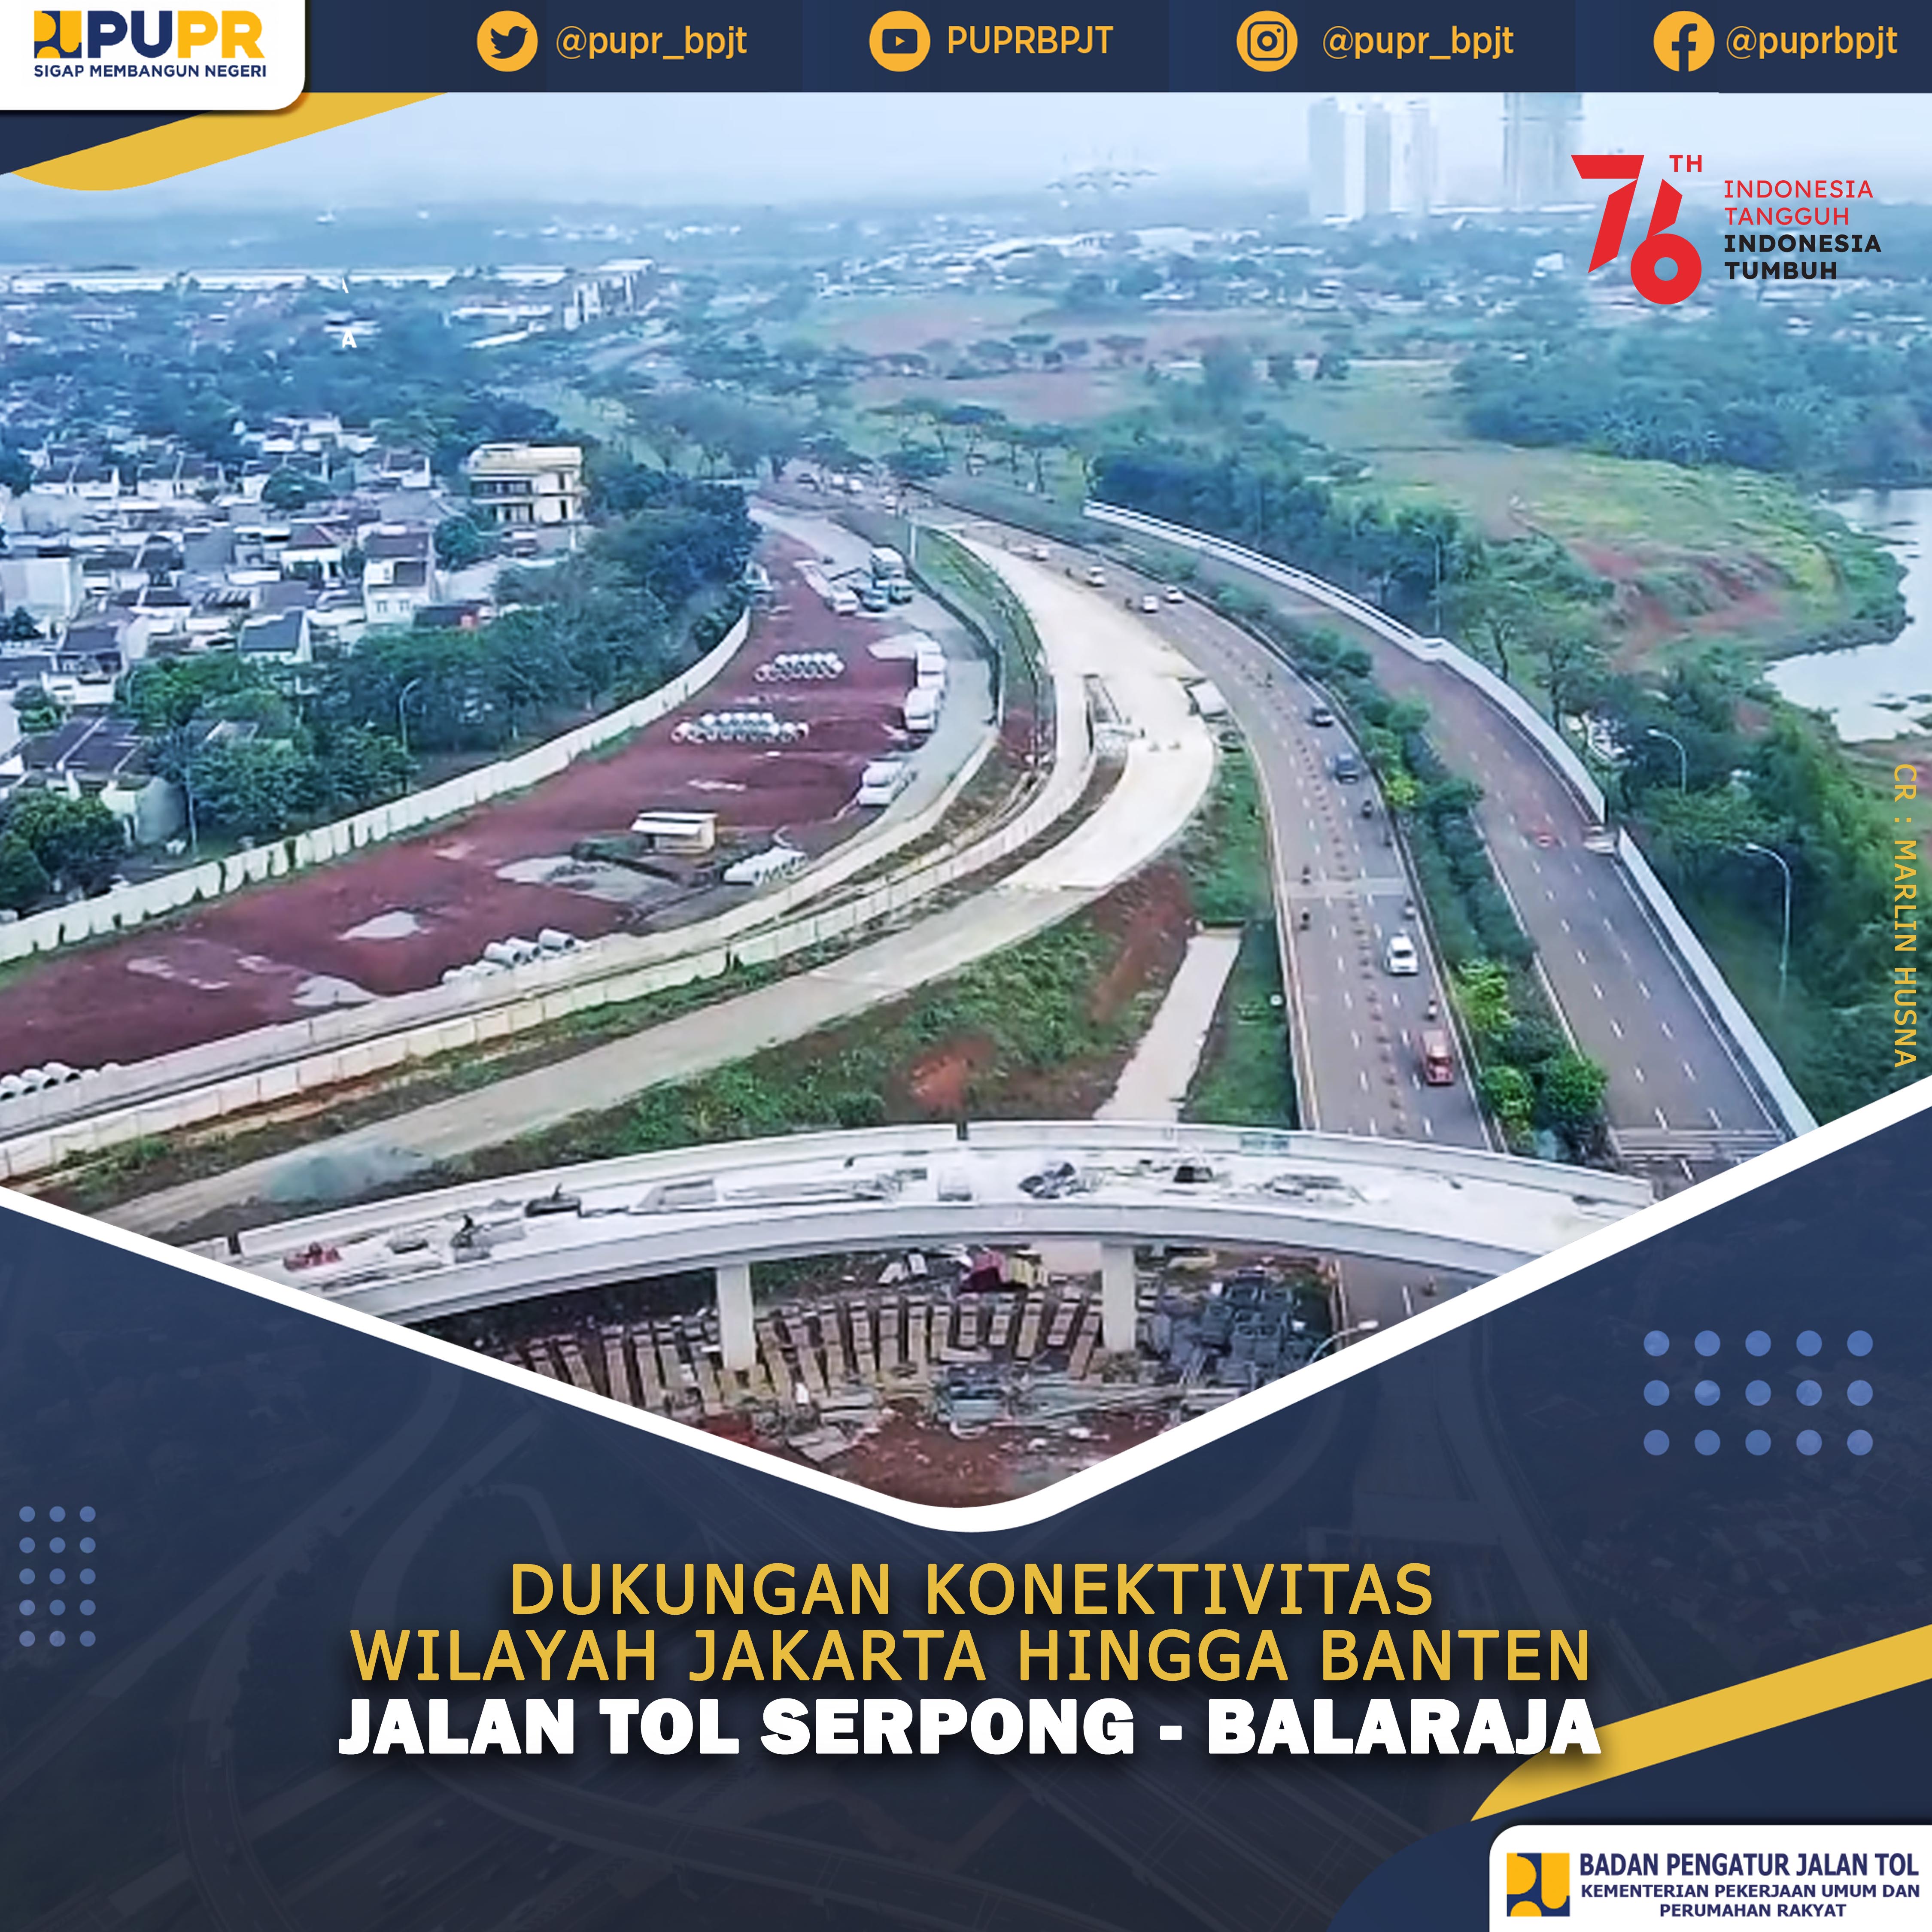 PUPR
SIGAP MEMBANGUN NEGERI
@pupr_bpjt
PUPRBPJT
@pupr_bpjt
@puprbpjt
76 TH
INDONESIA
TANGGUH
INDONESIA
TUMBUH
A
CR : MARLIN HUSNA
DUKUNGAN KONEKTIVITAS
WILAYAH JAKARTA HINGGA BANTEN
JALAN TOL SERPONG - BALARAJA
BADAN PENGATUR JALAN TOL
KEMENTERIAN PEKERJAAN UMUM DAN
PERUMAHAN RAKYAT